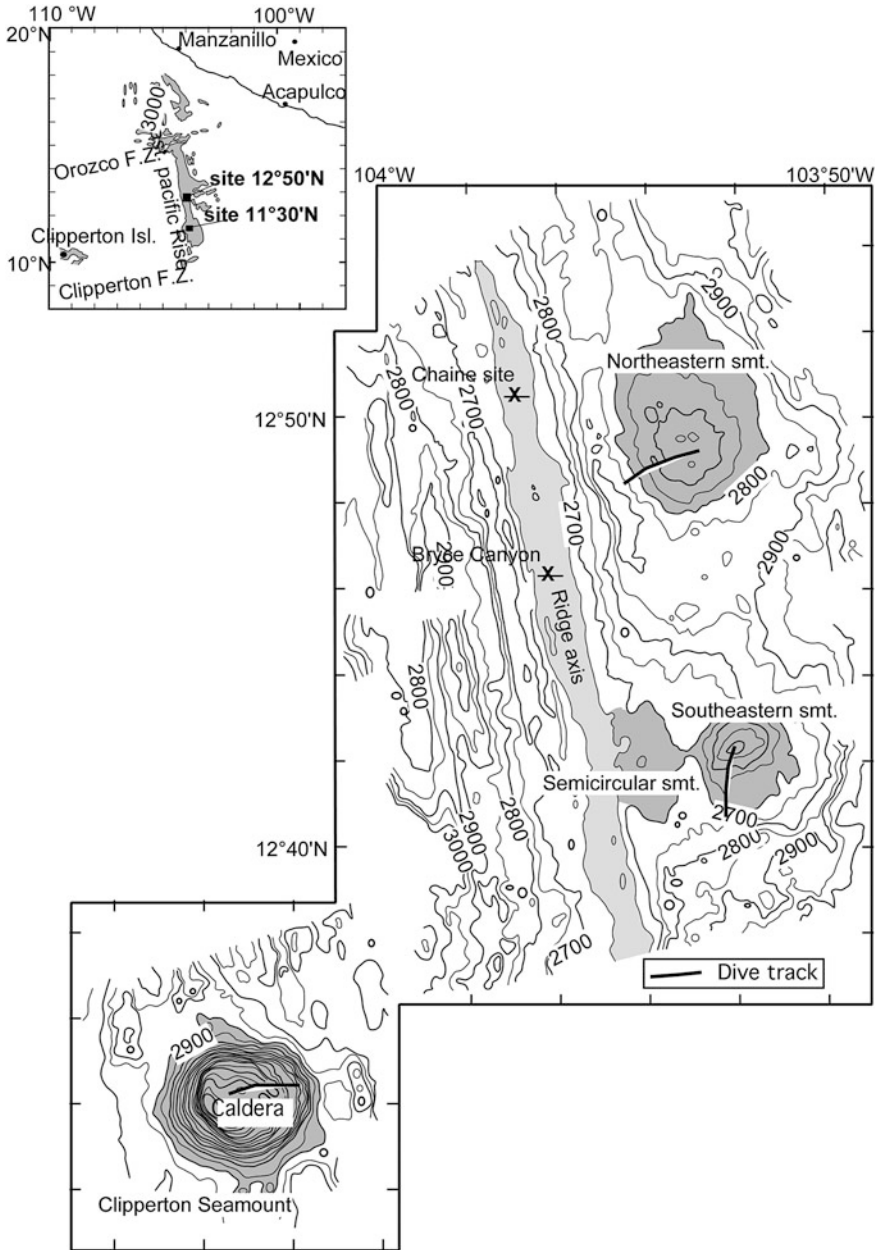 110 °W
100°W
20°N
Manzanillo
Mexico
Acapulco
3000
Orozco F.Z.
site 12°50'N
pacific Rise
site 11°30'N
Clipperton Isl.
10°N
Clipperton F.Z.
104°W
103°50'W
2800
2900
Northeastern smt.
2800
Chaine site
2700
12°50'N
2800
2700
2900
2900
Bryce Canyon
Ridge axis
2800
Southeastern smt.
Semicircular smt.
2700
2800
2800
2900
12°40'N
2900
3000
2700
Dive track
2900
Caldera
Clipperton Seamount